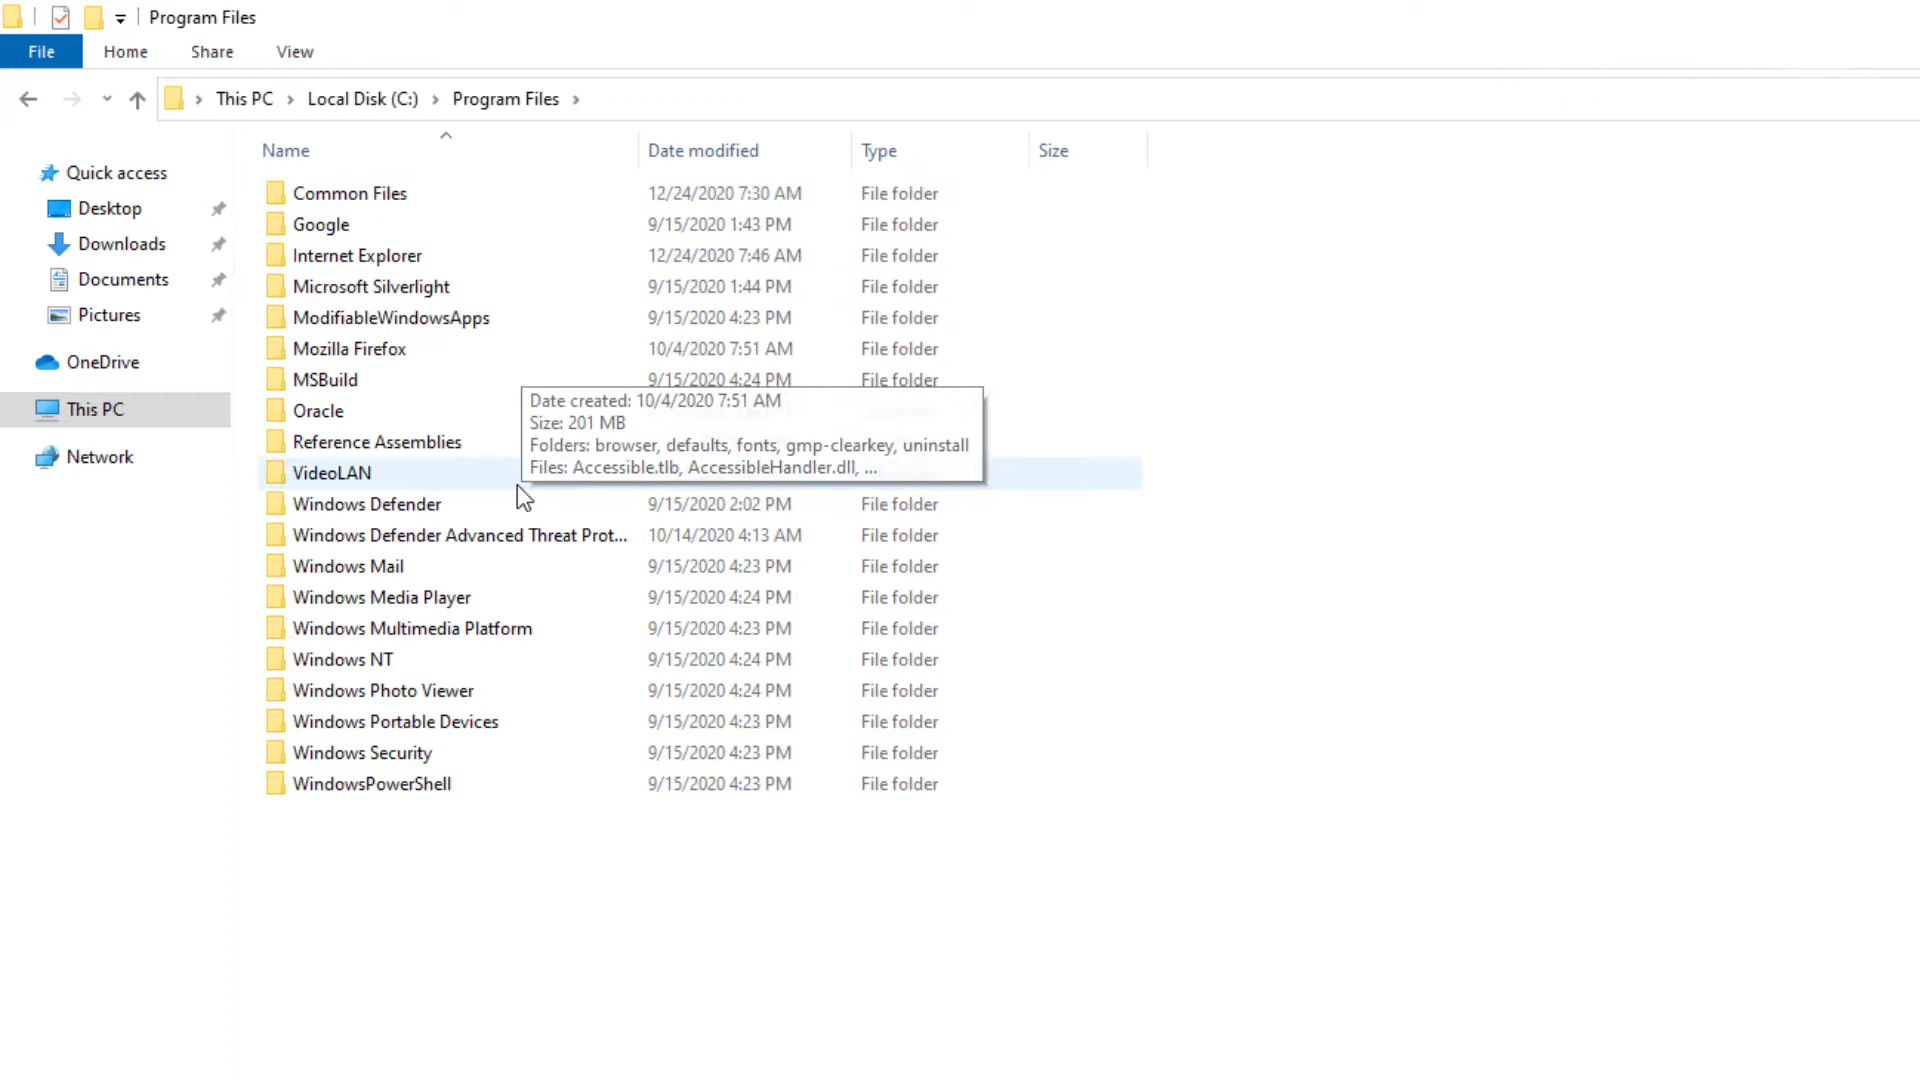 Program Files
File Home Share View
This PC Local Disk (C:) Program Files
Name Date modified Type Size
Quick access
Desktop
Downloads
Documents
Pictures
OneDrive
This PC
Network
Common Files 12/24/2020 7:30 AM File folder
Google 9/15/2020 1:43 PM File folder
Internet Explorer 12/24/2020 7:46 AM File folder
Microsoft Silverlight 9/15/2020 1:44 PM File folder
ModifiableWindowsApps 9/15/2020 4:23 PM File folder
Mozilla Firefox 10/4/2020 7:51 AM File folder
MSBuild 9/15/2020 4:24 PM File folder
Oracle
Reference Assemblies
VideoLAN
Date created: 10/4/2020 7:51 AM
Size: 201 MB
Folders: browser, defaults, fonts, gmp-clearkey, uninstall
Files: Accessible.tlb, AccessibleHandler.dll, ...
Windows Defender 9/15/2020 2:02 PM File folder
Windows Defender Advanced Threat Prot... 10/14/2020 4:13 AM File folder
Windows Mail 9/15/2020 4:23 PM File folder
Windows Media Player 9/15/2020 4:24 PM File folder
Windows Multimedia Platform 9/15/2020 4:23 PM File folder
Windows NT 9/15/2020 4:24 PM File folder
Windows Photo Viewer 9/15/2020 4:24 PM File folder
Windows Portable Devices 9/15/2020 4:23 PM File folder
Windows Security 9/15/2020 4:23 PM File folder
WindowsPowerShell 9/15/2020 4:23 PM File folder